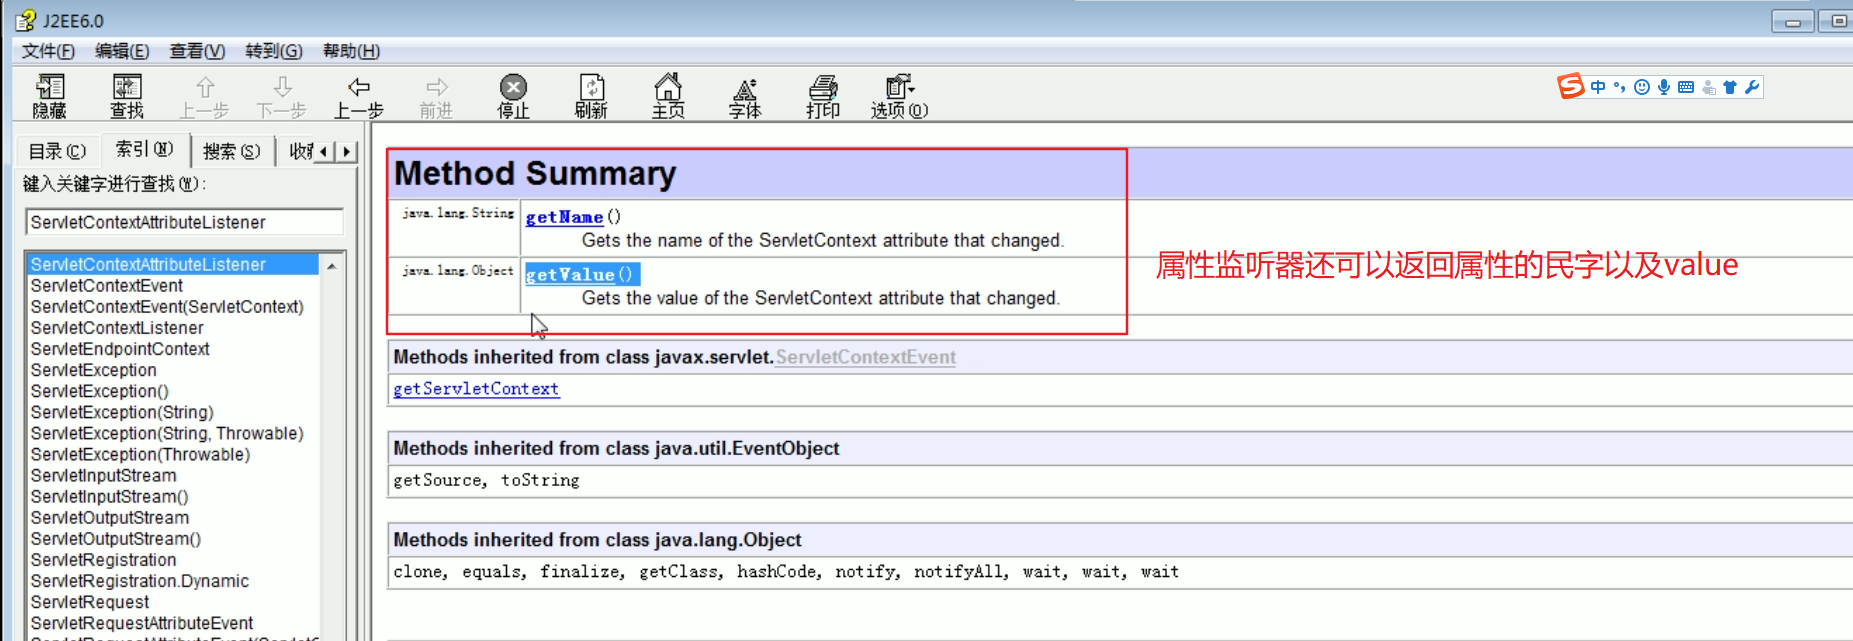 J2EE6.0
文件(F) 编辑(E) 查看(V) 转到(G) 帮助(H)
隐藏 查找 上一步 下一步 上一步 前进 停止 刷新 主页 字体 打印 选项(O)
中
目录(C) 索引(N) 搜索(S)
键入关键字进行查找(W):
ServletContextAttributeListener
ServletContextAttributeListener
ServletContextEvent
ServletContextEvent(ServletContext)
ServletContextListener
ServletEndpointContext
ServletException
ServletException()
ServletException(String)
ServletException(String, Throwable)
ServletException(Throwable)
ServletInputStream
ServletInputStream()
ServletOutputStream
ServletOutputStream()
ServletRegistration
ServletRegistration.Dynamic
ServletRequest
ServletRequestAttributeEvent
Method Summary
java.lang.String getName()
Gets the name of the ServletContext attribute that changed.
java.lang.Object getValue()
Gets the value of the ServletContext attribute that changed.
属性监听器还可以返回属性的民字以及value
Methods inherited from class javax.servlet.ServletContextEvent
getServletContext
Methods inherited from class java.util.EventObject
getSource, toString
Methods inherited from class java.lang.Object
clone, equals, finalize, getClass, hashCode, notify, notifyAll, wait, wait, wait